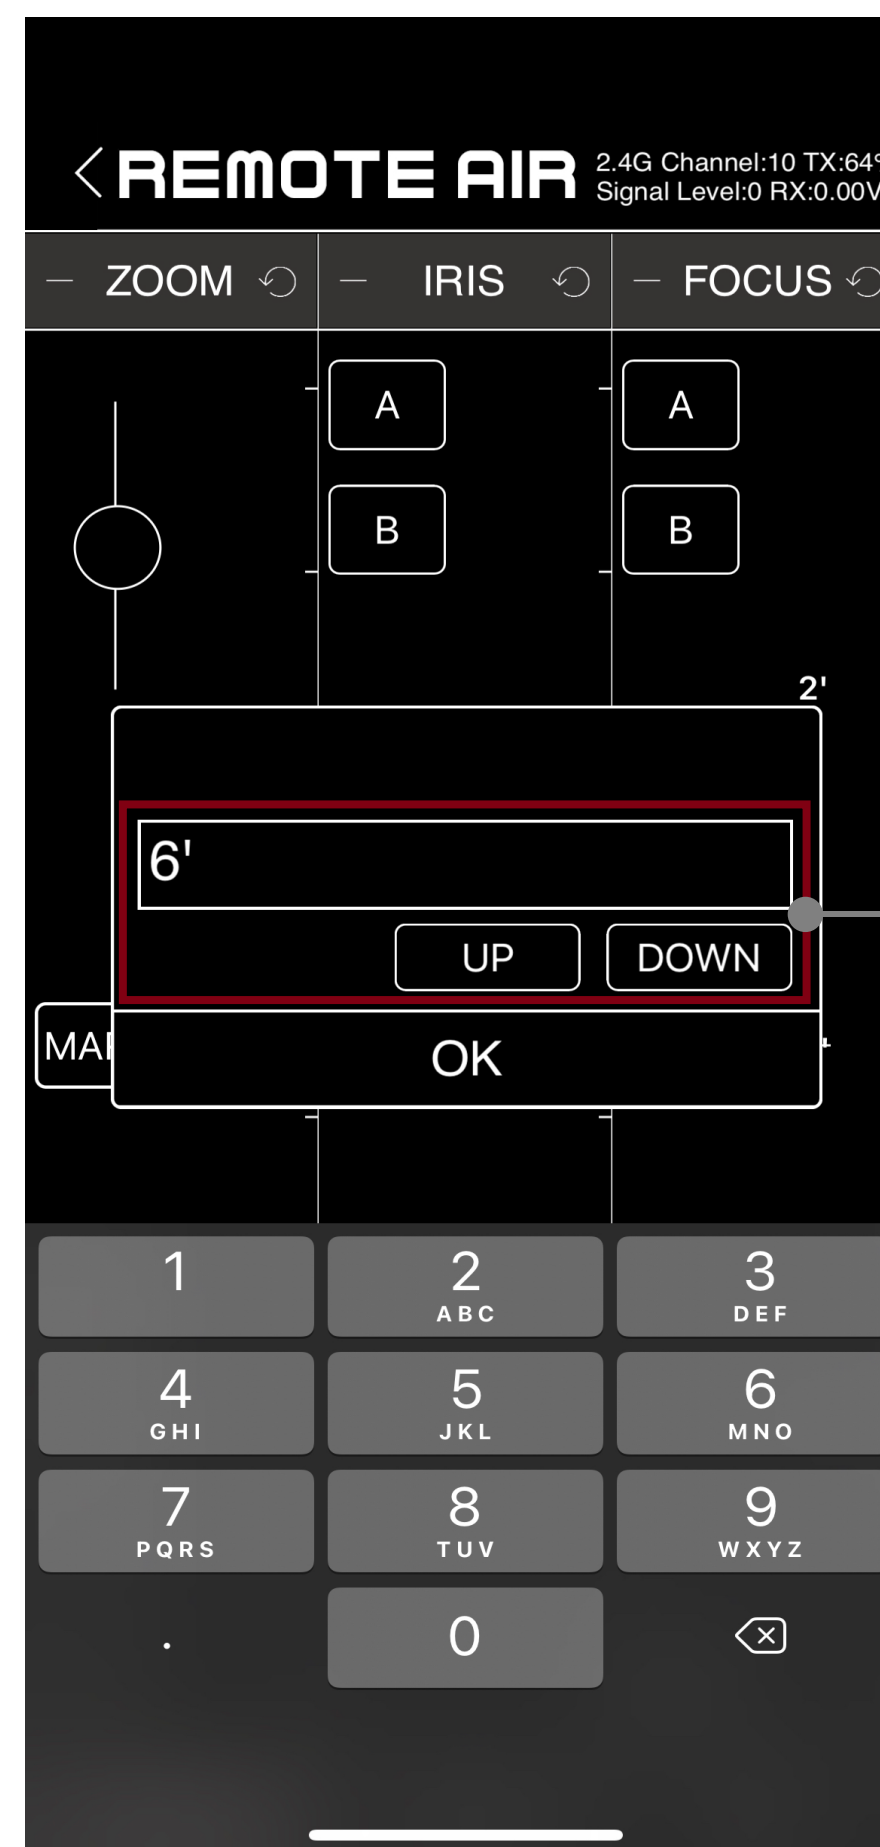 REMOTE AIR
2.4G Channel:10 TX:64%
Signal Level:0 RX:0.00V
ZOOM IRIS FOCUS
A A
B B
2'
6'
UP DOWN
OK
1
2
ABC
3
DEF
4
GHI
5
JKL
6
MNO
7
PQRS
8
TUV
9
WXYZ
.
0